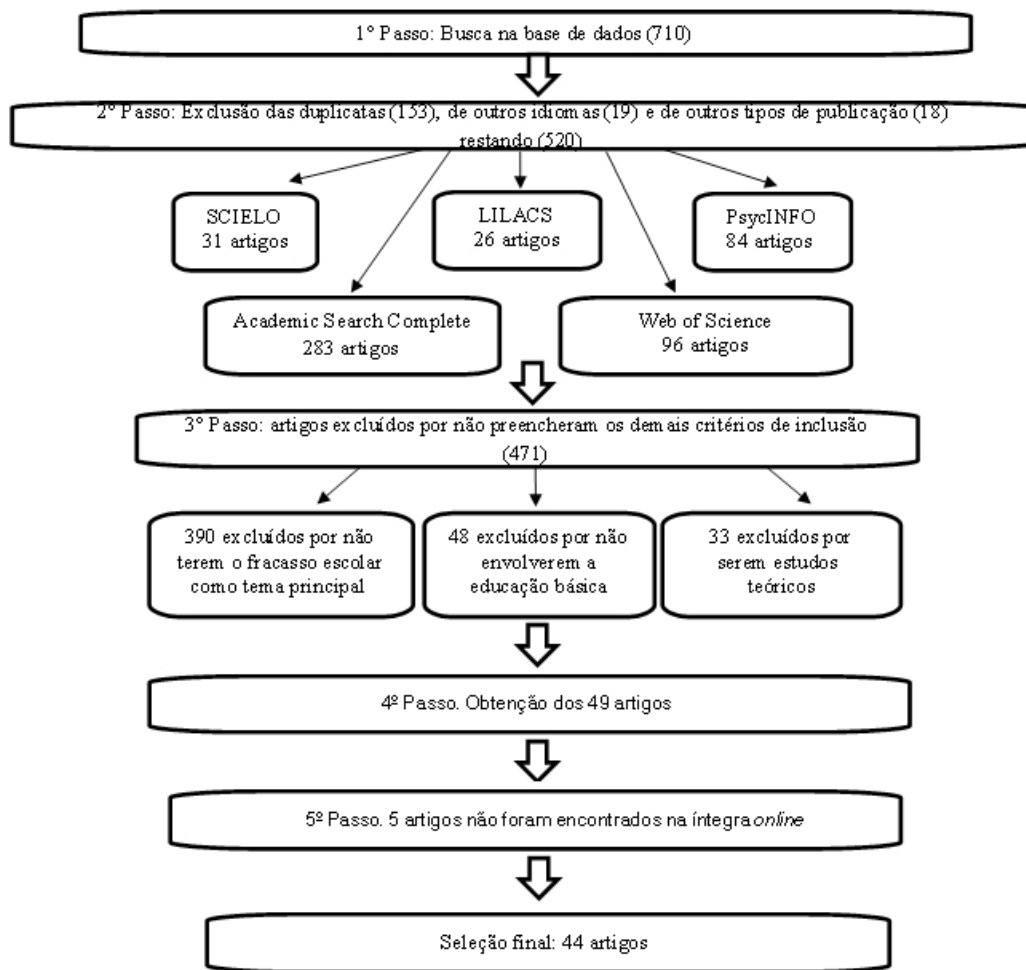 1º Passo: Busca na base de dados (710)
2º Passo: Exclusão das duplicatas (153), de outros idiomas (19) e de outros tipos de publicação (18)
restando (520)
SCIELO
31 artigos
LILACS
26 artigos
PsycINFO
84 artigos
Academic Search Complete
283 artigos
Web of Science
96 artigos
3º Passo: artigos excluídos por não preencheram os demais critérios de inclusão
(471)
390 excluídos por não
terem o fracasso escolar
como tema principal
48 excluídos por não
envolverem a
educação básica
33 excluídos por
serem estudos
teóricos
4º Passo. Obtenção dos 49 artigos
5º Passo. 5 artigos não foram encontrados na íntegra online
Seleção final: 44 artigos